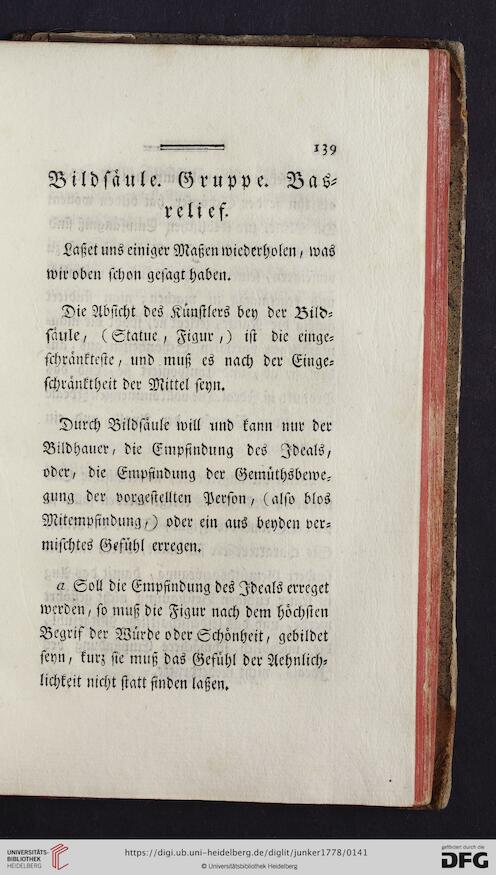 139
Bildsäule. Gruppe. Bas-
relief.
Laßet uns einiger Maßen wiederholen, was
wir oben schon gesagt haben.
Die Absicht des Künstlers bey der Bild-
säule, (Statue, Figur,) ist die einge-
schränkteste, und muß es nach der Einge-
schränktheit der Mittel seyn.
Durch Bildsäule will und kann nur der
Bildhauer, die Empfindung des Ideals,
oder, die Empfindung der Gemüthsbewe-
gung der vorgestellten Person, (also blos
Mitempfindung,) oder ein aus beyden ver-
mischtes Gefühl erregen.
a Soll die Empfindung des Ideals erreget
werden, so muß die Figur nach dem höchsten
Begrif der Würde oder Schönheit, gebildet
seyn, kurz sie muß das Gefühl der Aehnlich-
lichkeit nicht statt finden laßen.
UNIVERSITÄTS-
BIBLIOTHEK
HEIDELBERG
https://digi.ub.uni-heidelberg.de/diglit/junker1778/0141
© Universitätsbibliothek Heidelberg
gefördert durch die
DFG